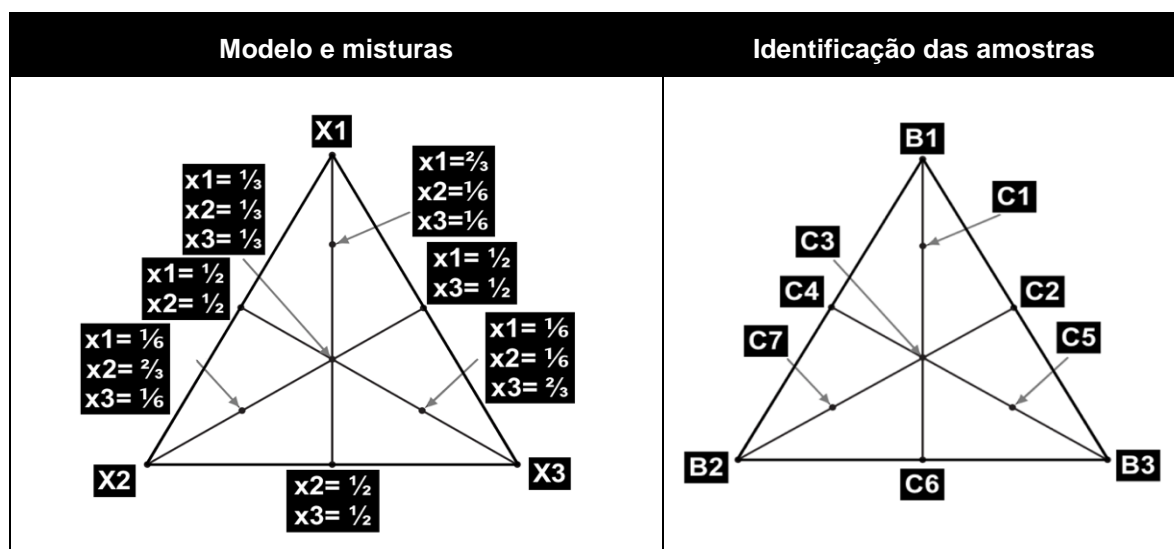 Modelo e misturas
X1
x1= ⅓
x2= ⅓
x3= ⅓
x1=⅔
x2=⅙
x3=⅙
x1= ½
x2= ½
x1= ½
x3= ½
x1= ⅙
x2= ⅔
x3= ⅙
x1= ⅙
x2= ⅙
x3= ⅔
X2
X3
x2= ½
x3= ½
Identificação das amostras
B1
C1
C3
C4
C2
C7
C5
B2
B3
C6